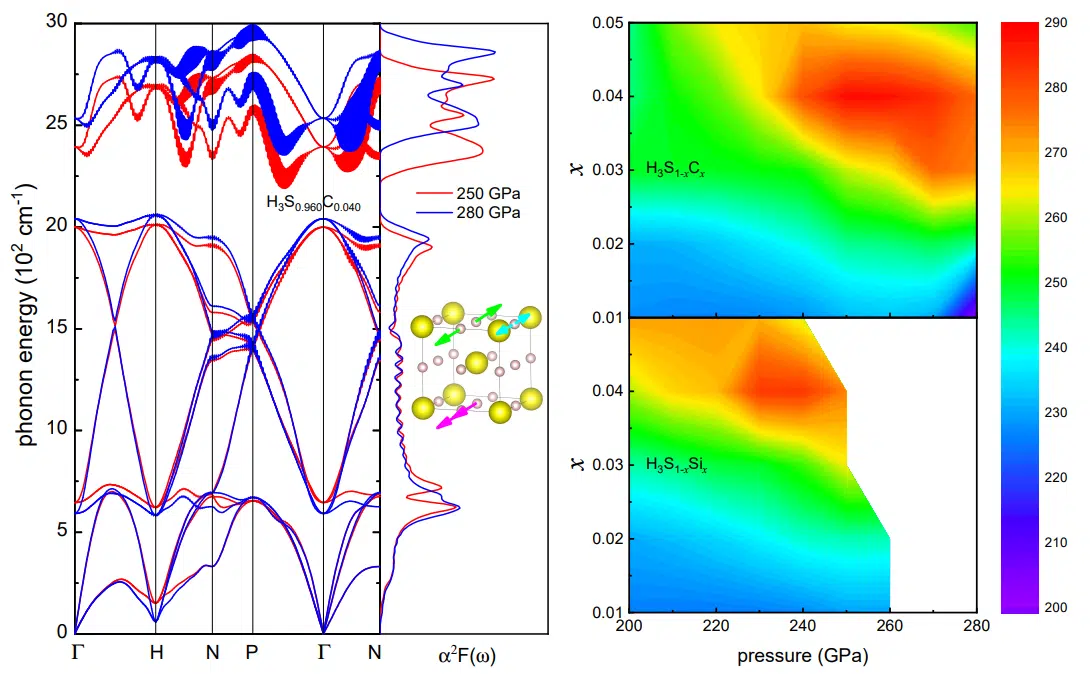 30
25
20
15
10
5
0
phonon energy (10² cm⁻¹)
Γ H N P Γ N
α²F(ω)
H₃S₀.₉₆₀C₀.₀₄₀
250 GPa
280 GPa
0.05
0.04
0.03
0.02
0.01
x
H₃S₁₋ₓCₓ
0.04
0.03
0.02
0.01
x
H₃S₁₋ₓSiₓ
200 220 240 260 280
pressure (GPa)
290
280
270
260
250
240
230
220
210
200